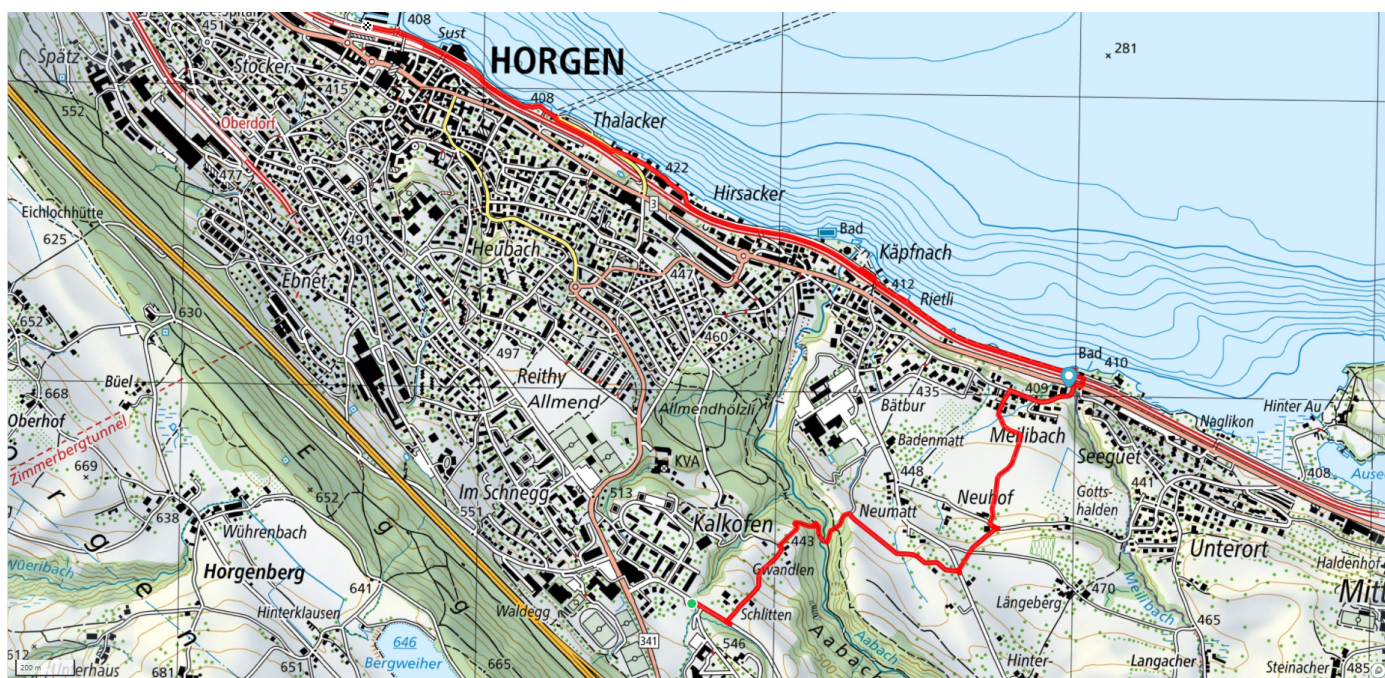 408
451
Sust
281
Spätz
Stocker
HORGEN
415
408
552
Oberdorf
Thalacker
477
422
Hirsacker
3
Eichlochhütte
625
491
Heubach
Bad
Käpfnach
447
Ebnet
412
Rietli
652
630
460
497
Reithy
Allmend
Bad
410
668
Büel
409
435
Bätbur
Allmendhölzli
Hinter Au
Oberhof
Naglikon
Zimmerbergtunnel
Meilibach
Badenmatt
Seeguet
669
KVA
448
408
652
Im Schnegg
551
513
Neuhof
441
Gottshalden
638
Wührenbach
Kalkofen
Neumatt
443
Unterort
Gwandlen
Haldenhof
Horgenberg
641
Längeberg
470
Meilibach
Hinterklausen
Waldegg
Schlitten
Mitt
646
341
546
Aabach
Aabach
465
612
Bergweiher
651
665
Hinter-
Langacher
Steinacher
485
200 m
681